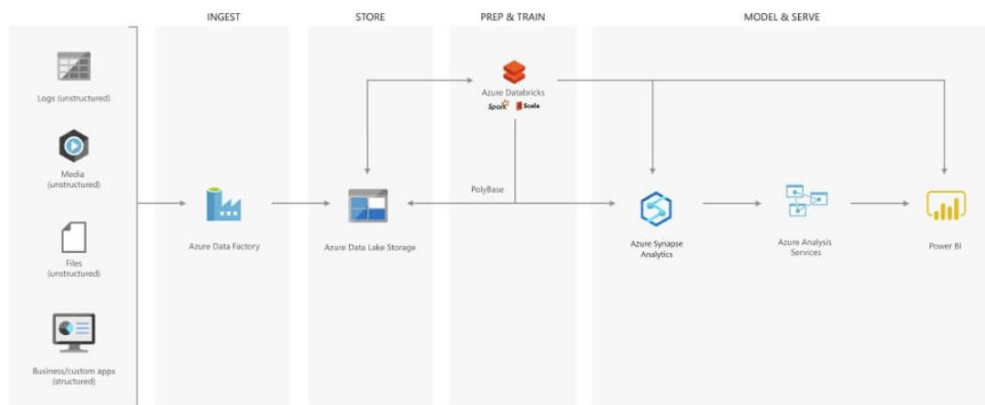 INGEST
STORE
PREP & TRAIN
MODEL & SERVE
Logs (unstructured)
Media
(unstructured)
Files
(unstructured)
Business/custom apps
(structured)
Azure Data Factory
Azure Data Lake Storage
Azure Databricks
Spark Scala
PolyBase
Azure Synapse
Analytics
Azure Analysis
Services
Power BI